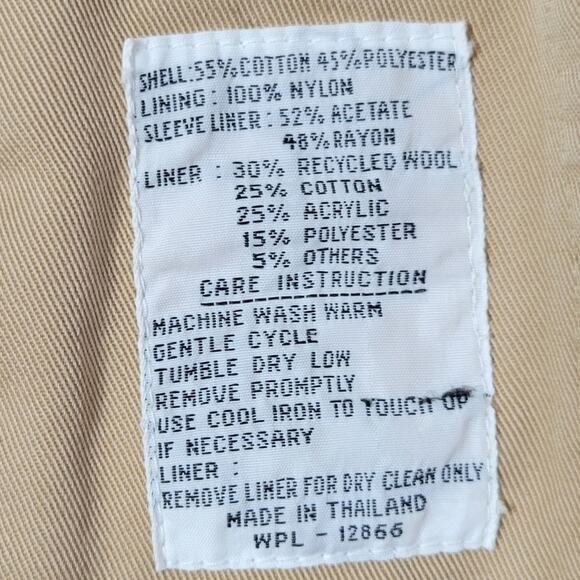 SHELL: 55% COTTON 45% POLYESTER
LINING : 100% NYLON
SLEEVE LINER : 52% ACETATE
48% RAYON
LINER : 30% RECYCLED WOOL
25% COTTON
25% ACRYLIC
15% POLYESTER
5% OTHERS
CARE INSTRUCTION
MACHINE WASH WARM
GENTLE CYCLE
TUMBLE DRY LOW
REMOVE PROMPTLY
USE COOL IRON TO TOUCH UP
IF NECESSARY
LINER :
REMOVE LINER FOR DRY CLEAN ONLY
MADE IN THAILAND
WPL - 12866